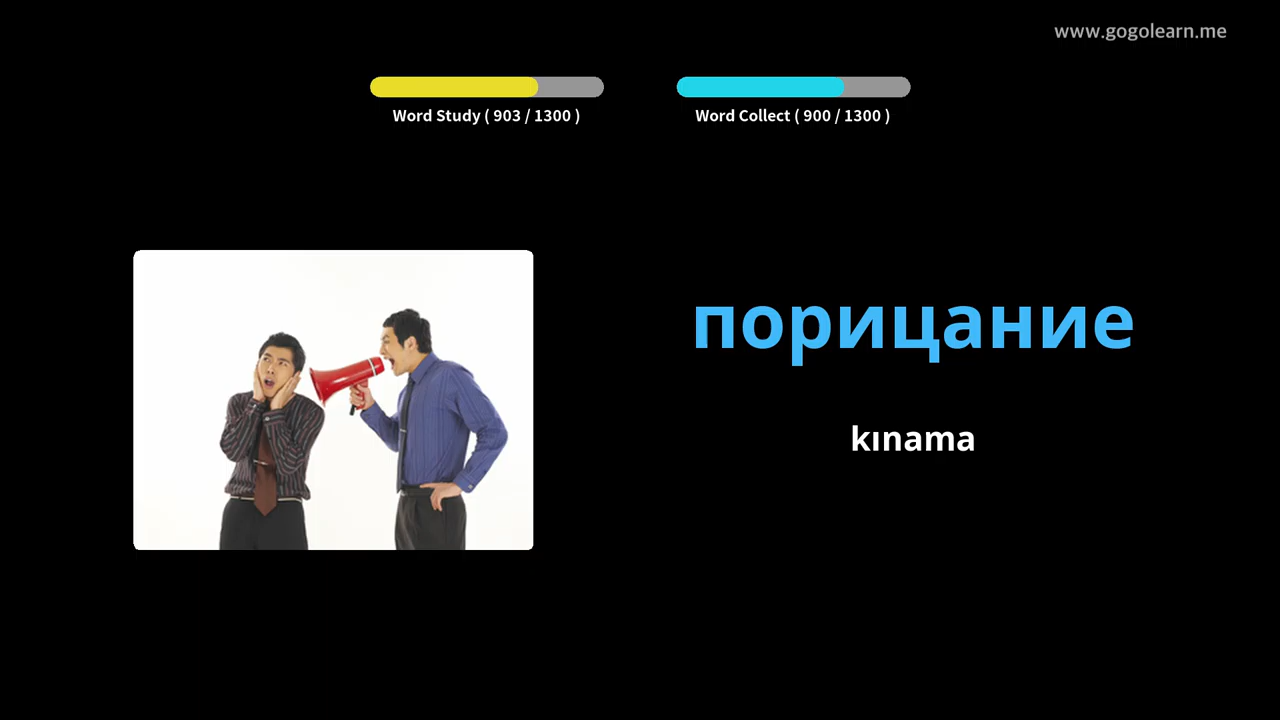 www.gogolearn.me
Word Study ( 903 / 1300 )
Word Collect ( 900 / 1300 )
порицание
kınama